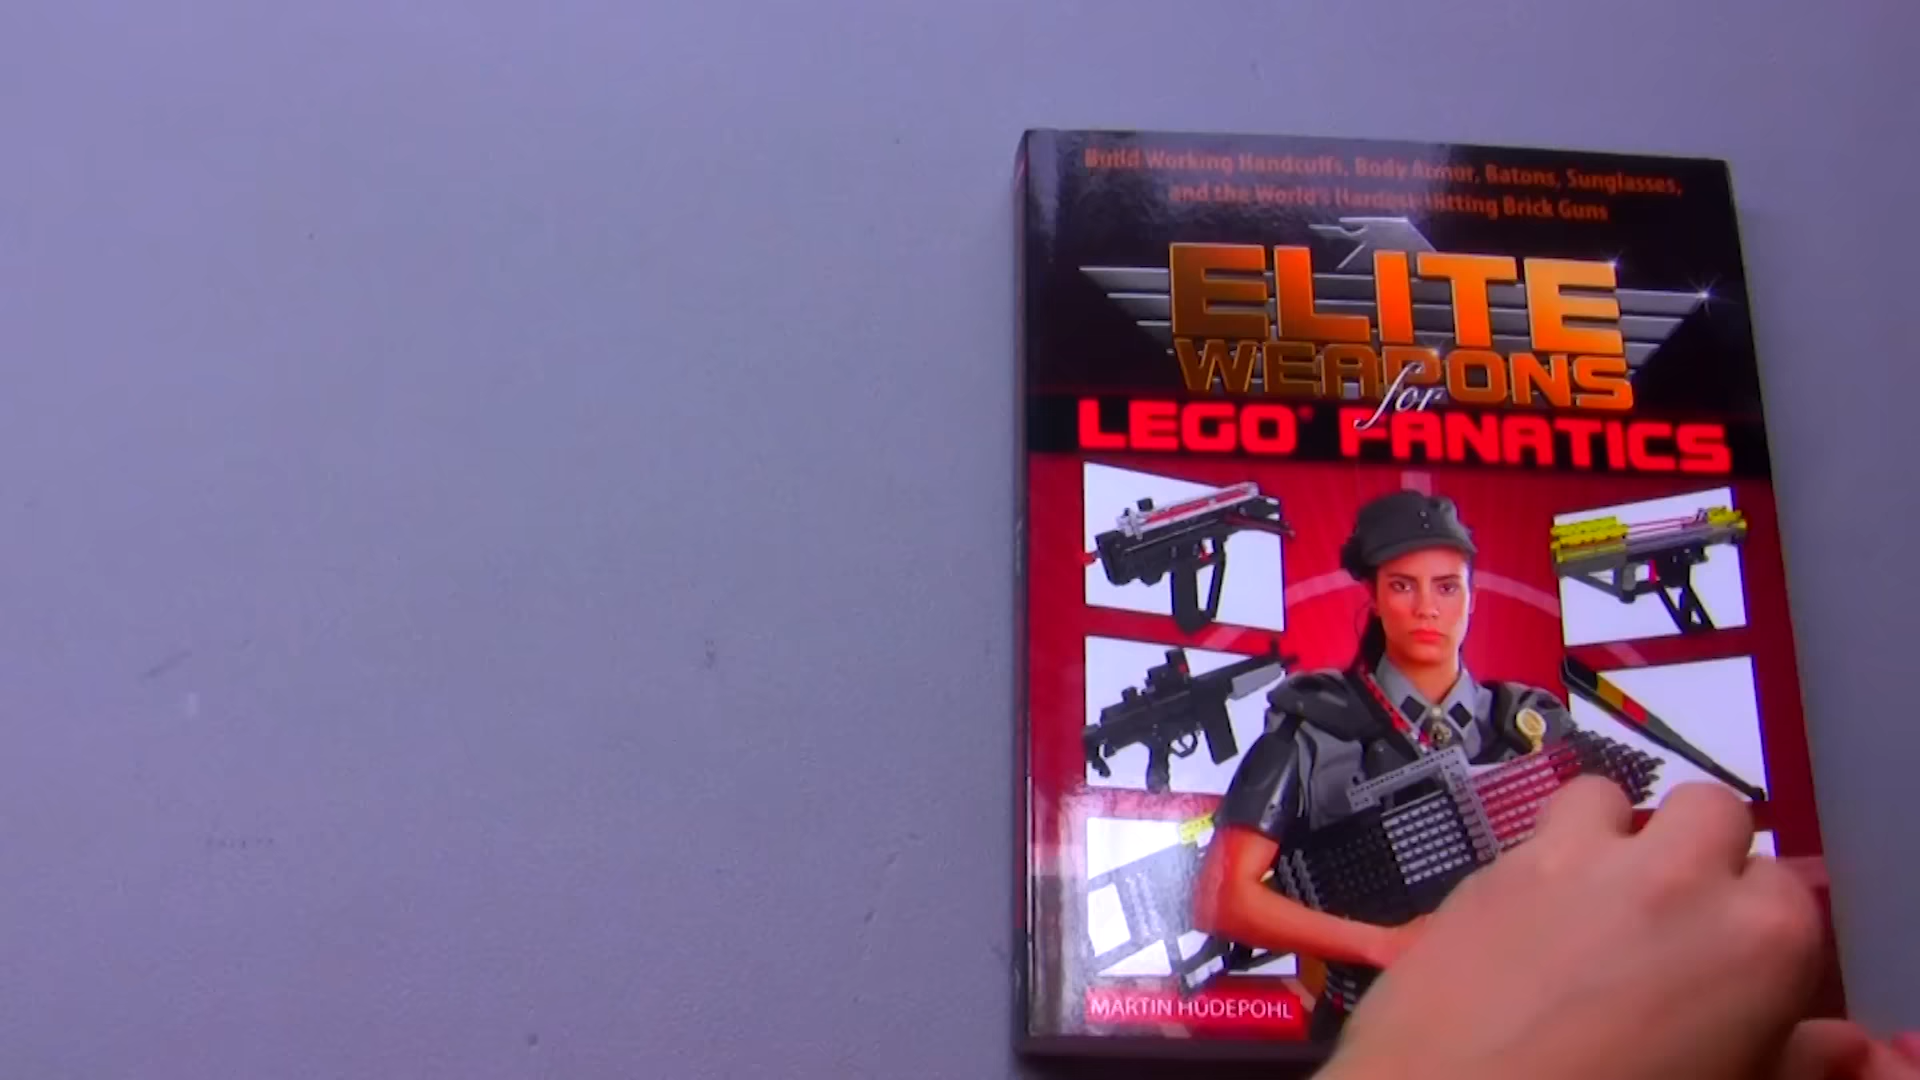 Build Working Handcuffs, Body Armor, Batons, Sunglasses,
and the World's Hardest-Hitting Brick Guns
ELITE
WEAPONS
for
LEGO® FANATICS
MARTIN HÜDEPOHL